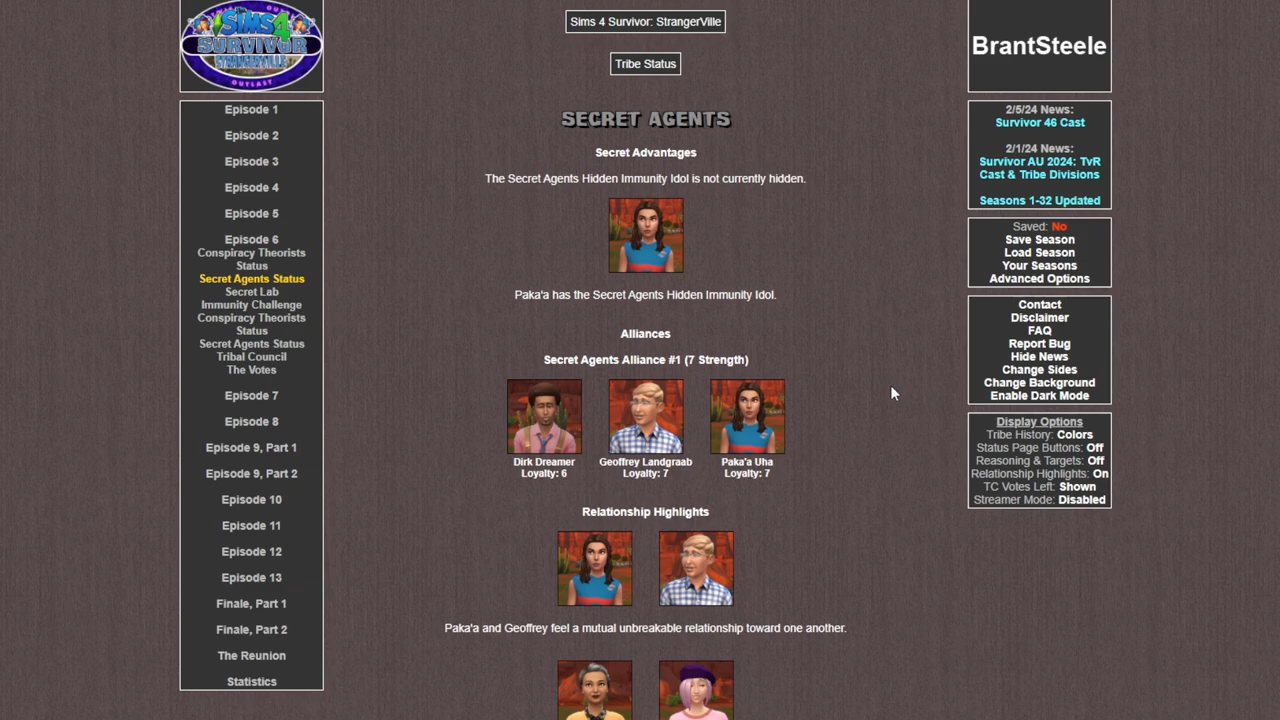 SIMS 4
SURVIVOR
STRANGERVILLE
OUTLAST
Episode 1
Episode 2
Episode 3
Episode 4
Episode 5
Episode 6
Conspiracy Theorists
Status
Secret Agents Status
Secret Lab
Immunity Challenge
Conspiracy Theorists
Status
Secret Agents Status
Tribal Council
The Votes
Episode 7
Episode 8
Episode 9, Part 1
Episode 9, Part 2
Episode 10
Episode 11
Episode 12
Episode 13
Finale, Part 1
Finale, Part 2
The Reunion
Statistics
Sims 4 Survivor: StrangerVille
Tribe Status
SECRET AGENTS
Secret Advantages
The Secret Agents Hidden Immunity Idol is not currently hidden.
Paka'a has the Secret Agents Hidden Immunity Idol.
Alliances
Secret Agents Alliance #1 (7 Strength)
Dirk Dreamer
Loyalty: 6
Geoffrey Landgraab
Loyalty: 7
Paka'a Uha
Loyalty: 7
Relationship Highlights
Paka'a and Geoffrey feel a mutual unbreakable relationship toward one another.
BrantSteele
2/5/24 News:
Survivor 46 Cast
2/1/24 News:
Survivor AU 2024: TvR
Cast & Tribe Divisions
Seasons 1-32 Updated
Saved: No
Save Season
Load Season
Your Seasons
Advanced Options
Contact
Disclaimer
FAQ
Report Bug
Hide News
Change Sides
Change Background
Enable Dark Mode
Display Options
Tribe History: Colors
Status Page Buttons: Off
Reasoning & Targets: Off
Relationship Highlights: On
TC Votes Left: Shown
Streamer Mode: Disabled